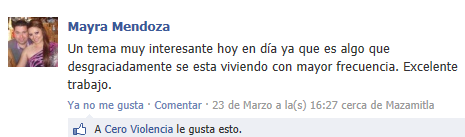 Mayra Mendoza
Un tema muy interesante hoy en día ya que es algo que
desgraciadamente se esta viviendo con mayor frecuencia. Excelente
trabajo.
Ya no me gusta · Comentar · 23 de Marzo a la(s) 16:27 cerca de Mazamitla
A Cero Violencia le gusta esto.